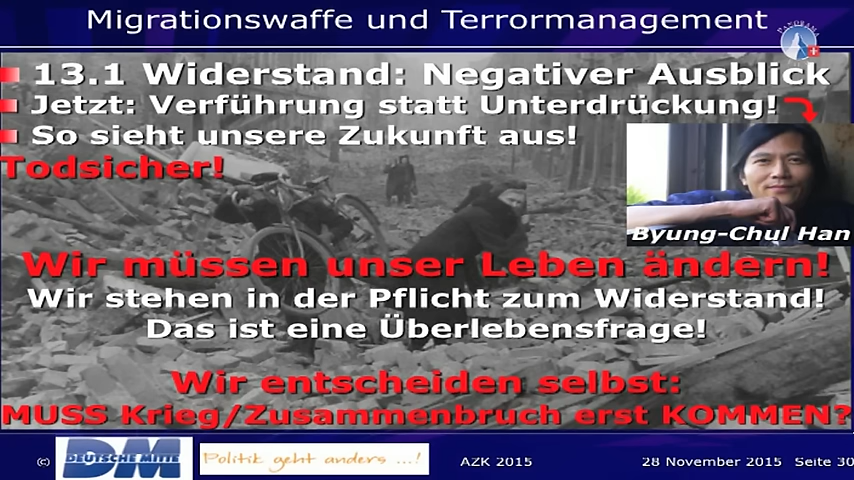 Migrationswaffe und Terrormanagement
PANORAMA
13.1 Widerstand: Negativer Ausblick
Jetzt: Verführung statt Unterdrückung!
So sieht unsere Zukunft aus!
Todsicher!
Byung-Chul Han
Wir müssen unser Leben ändern!
Wir stehen in der Pflicht zum Widerstand!
Das ist eine Überlebensfrage!
Wir entscheiden selbst:
MUSS Krieg/Zusammenbruch erst KOMMEN?
© DM DEUTSCHE MITTE Politik geht anders ...! AZK 2015 28 November 2015 Seite 30